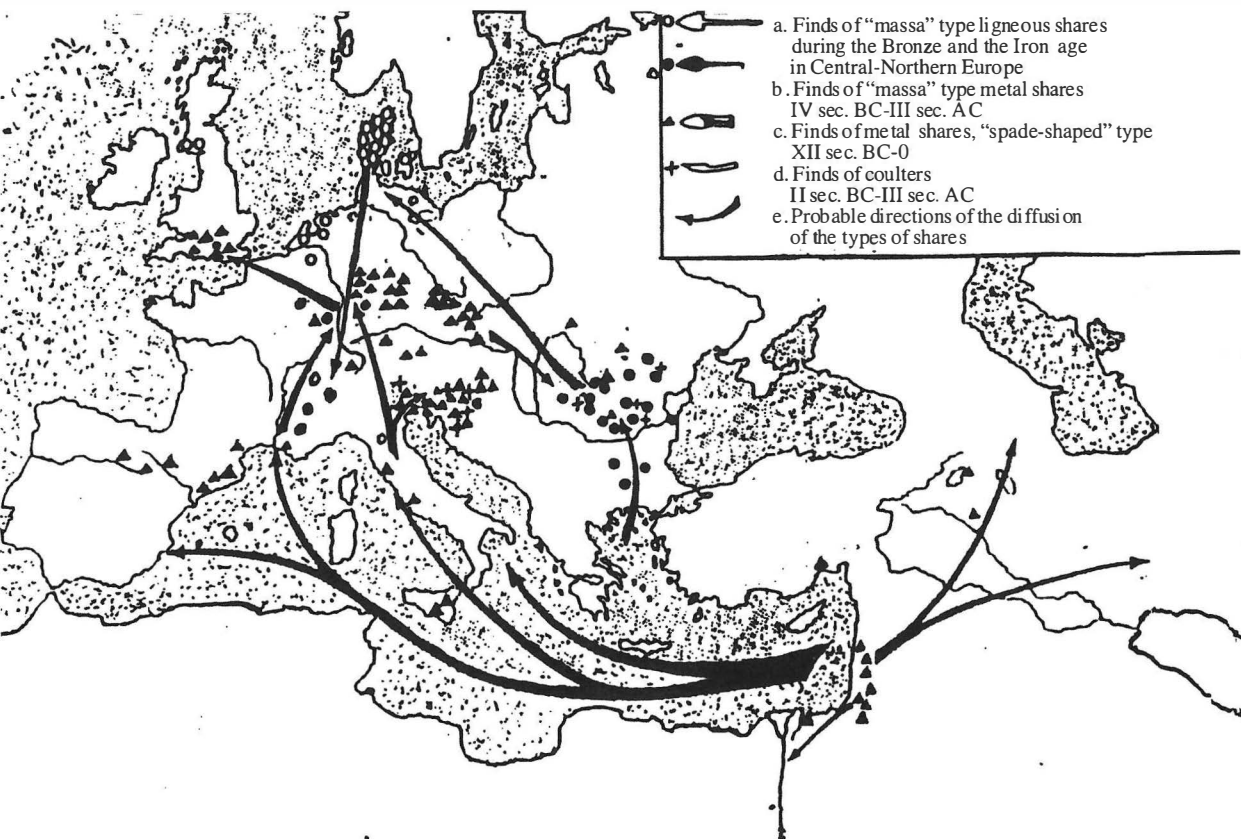 a. Finds of “massa” type ligneous shares
during the Bronze and the Iron age
in Central-Northern Europe
b. Finds of “massa” type metal shares
IV sec. BC-III sec. AC
c. Finds of metal shares, “spade-shaped” type
XII sec. BC-0
d. Finds of coulters
II sec. BC-III sec. AC
e. Probable directions of the diffusion
of the types of shares